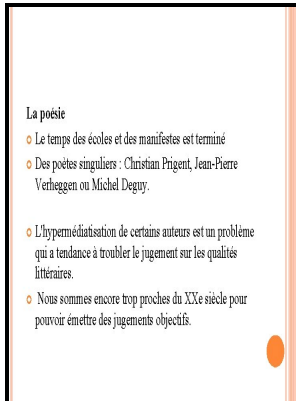 La poésie
Le temps des écoles et des manifestes est terminé
Des poètes singuliers : Christian Prigent, Jean-Pierre
Verheggen ou Michel Deguy.
L'hypermédiatisation de certains auteurs est un problème
qui a tendance à troubler le jugement sur les qualités
littéraires.
Nous sommes encore trop proches du XXe siècle pour
pouvoir émettre des jugements objectifs.